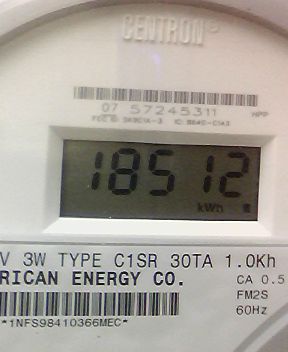 CENTRON®
07 57245311 HPP
18512
kWh
V 3W TYPE C1SR 30TA 1.0Kh
RICAN ENERGY CO. CA 0.5
FM2S
60Hz
*1NFS98410366MEC*